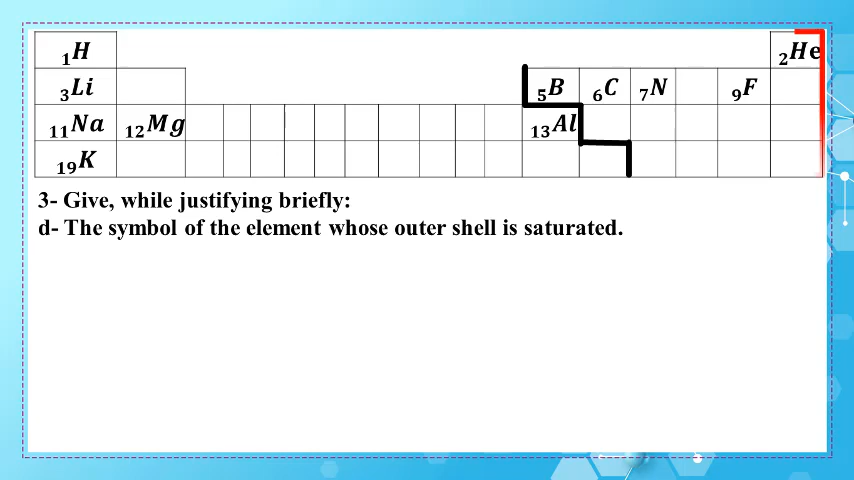 ₁H ₂He
₃Li ₅B ₆C ₇N ₉F
₁₁Na ₁₂Mg ₁₃Al
₁₉K
3- Give, while justifying briefly:
d- The symbol of the element whose outer shell is saturated.